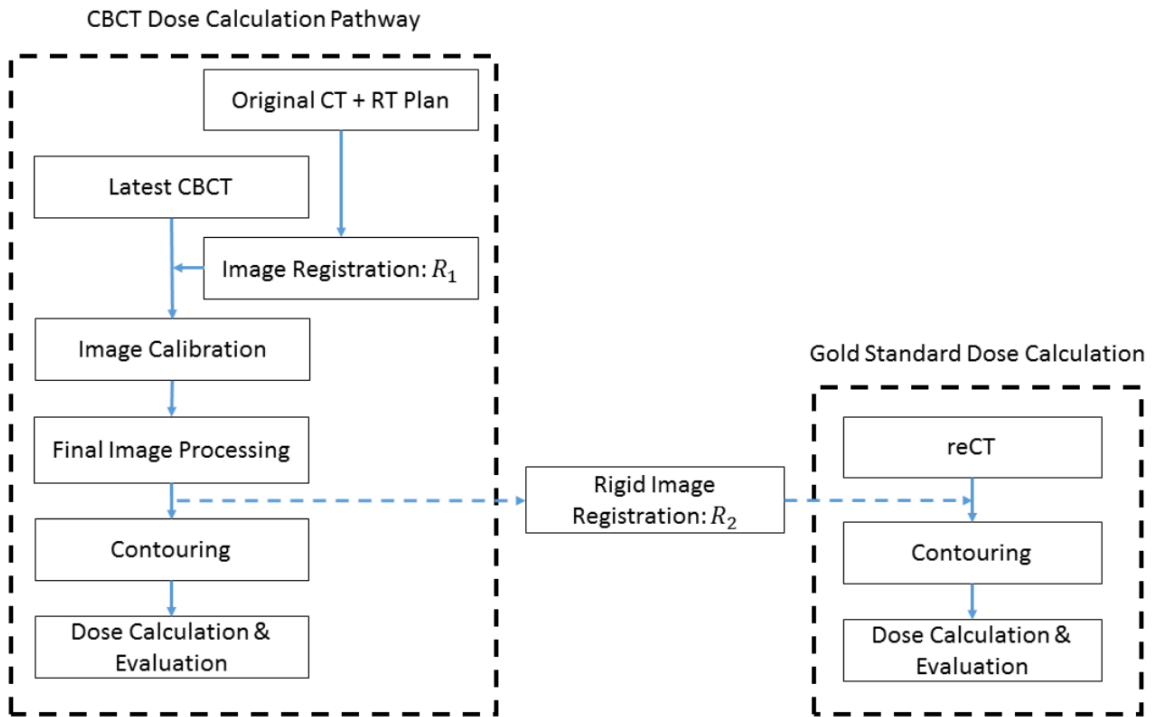 CBCT Dose Calculation Pathway
Original CT + RT Plan
Latest CBCT
Image Registration: R₁
Image Calibration
Final Image Processing
Contouring
Dose Calculation &
Evaluation
Rigid Image
Registration: R₂
Gold Standard Dose Calculation
reCT
Contouring
Dose Calculation &
Evaluation